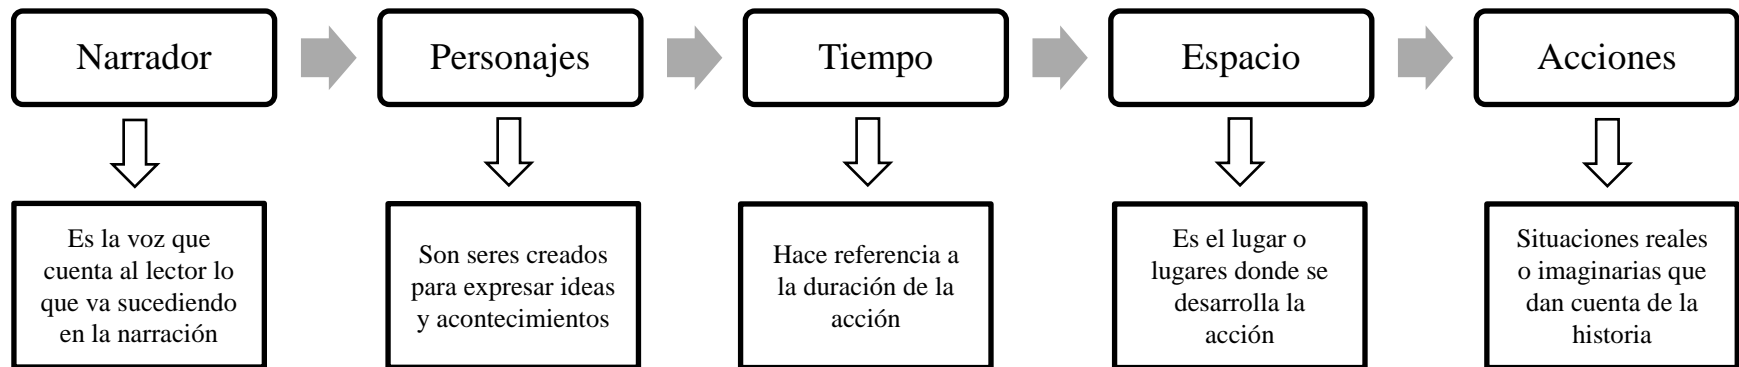 Narrador
Personajes
Tiempo
Espacio
Acciones
Es la voz que
cuenta al lector lo
que va sucediendo
en la narración
Son seres creados
para expresar ideas
y acontecimientos
Hace referencia a
la duración de la
acción
Es el lugar o
lugares donde se
desarrolla la
acción
Situaciones reales
o imaginarias que
dan cuenta de la
historia